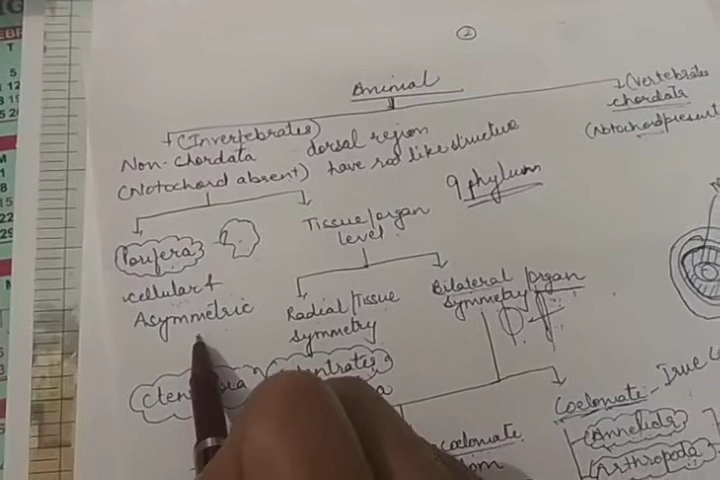 2
Animal
(Vertebrates
chordata
(Notochord present
(Invertebrates)
Non-Chordata
(Notochord absent)
dorsal region
have rod like structure
9 phylum
Porifera
Tissue/organ
level
cellular +
Asymmetric
Radial/Tissue
symmetry
Bilateral/Organ
symmetry
Coelomate - True
(Annelida)
(Arthropoda)
coelomate